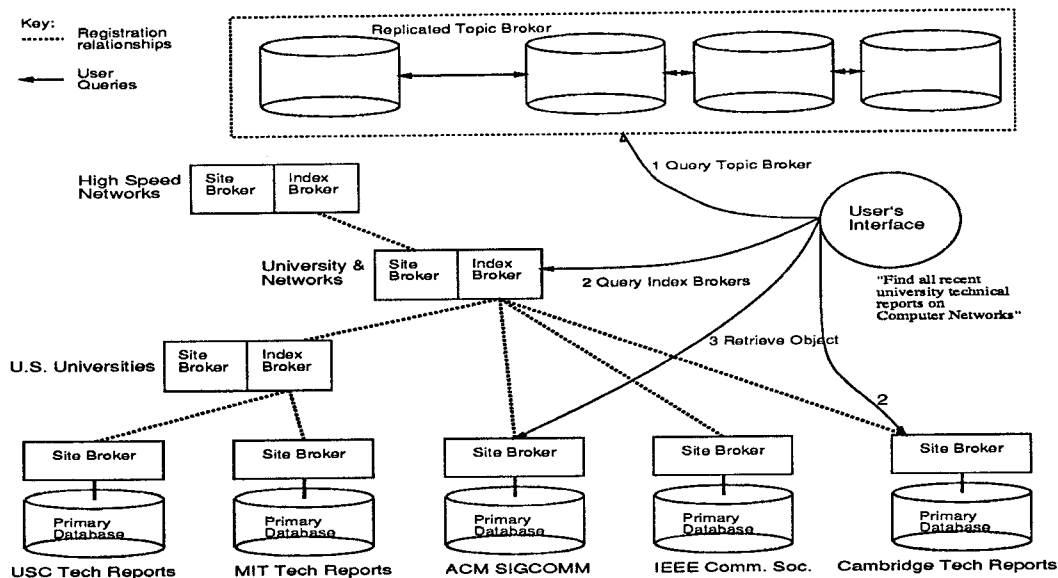 Key:
Registration
relationships
User
Queries
Replicated Topic Broker
1 Query Topic Broker
High Speed
Networks
Site
Broker
Index
Broker
User's
Interface
University &
Networks
Site
Broker
Index
Broker
2 Query Index Brokers
"Find all recent
university technical
reports on
Computer Networks"
3 Retrieve Object
U.S. Universities
Site
Broker
Index
Broker
2
Site Broker
Site Broker
Site Broker
Site Broker
Site Broker
Primary
Database
Primary
Database
Primary
Database
Primary
Database
Primary
Database
USC Tech Reports
MIT Tech Reports
ACM SIGCOMM
IEEE Comm. Soc.
Cambridge Tech Reports